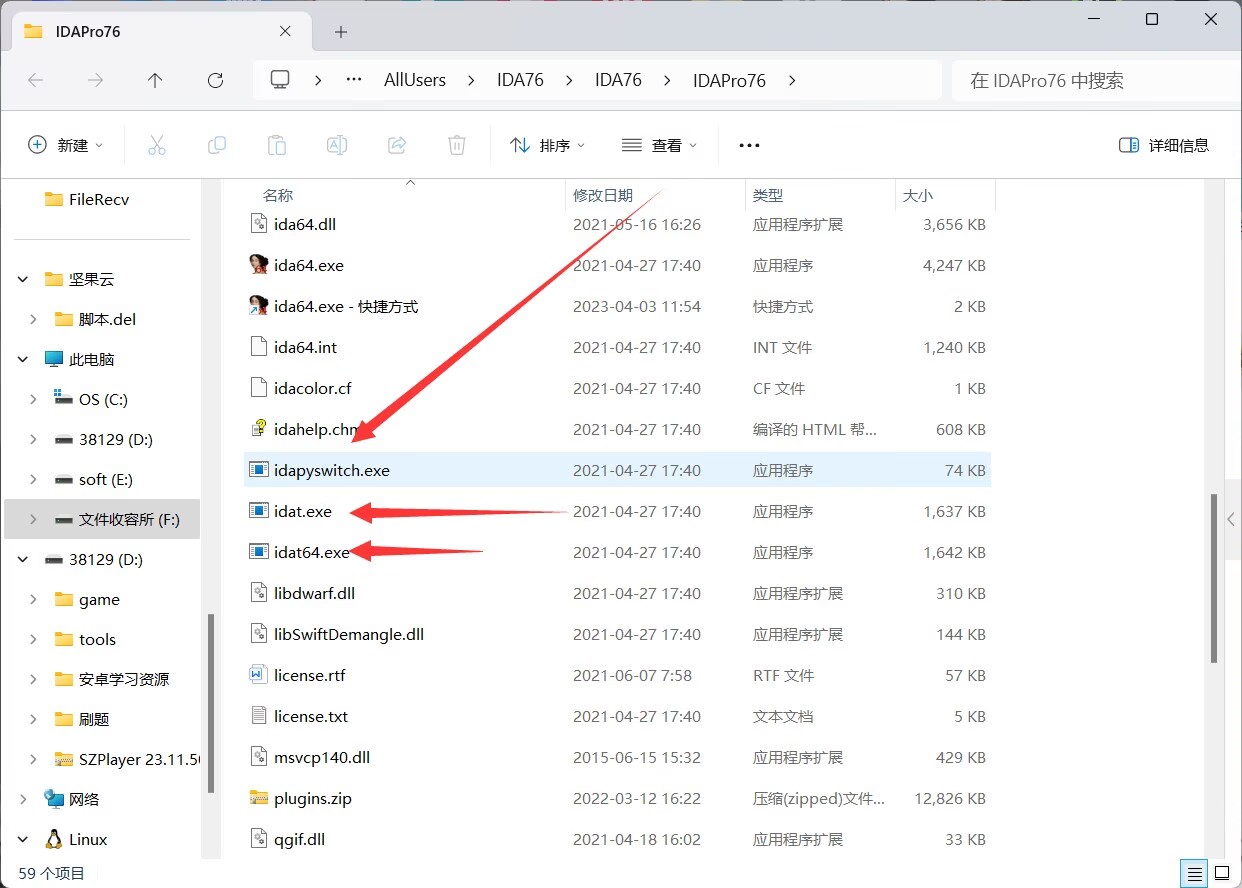 IDAPro76
AllUsers IDA76 IDA76 IDAPro76 在 IDAPro76 中搜索
新建 排序 查看 详细信息
FileRecv
坚果云
脚本.del
此电脑
OS (C:)
38129 (D:)
soft (E:)
文件收容所 (F:)
38129 (D:)
game
tools
安卓学习资源
刷题
SZPlayer 23.11.5
网络
Linux
名称 修改日期 类型 大小
ida64.dll 2021-05-16 16:26 应用程序扩展 3,656 KB
ida64.exe 2021-04-27 17:40 应用程序 4,247 KB
ida64.exe - 快捷方式 2023-04-03 11:54 快捷方式 2 KB
ida64.int 2021-04-27 17:40 INT 文件 1,240 KB
idacolor.cf 2021-04-27 17:40 CF 文件 1 KB
idahelp.chm 2021-04-27 17:40 编译的 HTML 帮... 608 KB
idapyswitch.exe 2021-04-27 17:40 应用程序 74 KB
idat.exe 2021-04-27 17:40 应用程序 1,637 KB
idat64.exe 2021-04-27 17:40 应用程序 1,642 KB
libdwarf.dll 2021-04-27 17:40 应用程序扩展 310 KB
libSwiftDemangle.dll 2021-04-27 17:40 应用程序扩展 144 KB
license.rtf 2021-06-07 7:58 RTF 文件 57 KB
license.txt 2021-04-27 17:40 文本文档 5 KB
msvcp140.dll 2015-06-15 15:32 应用程序扩展 429 KB
plugins.zip 2022-03-12 16:22 压缩(zipped)文件... 12,826 KB
qgif.dll 2021-04-18 16:02 应用程序扩展 33 KB
59 个项目